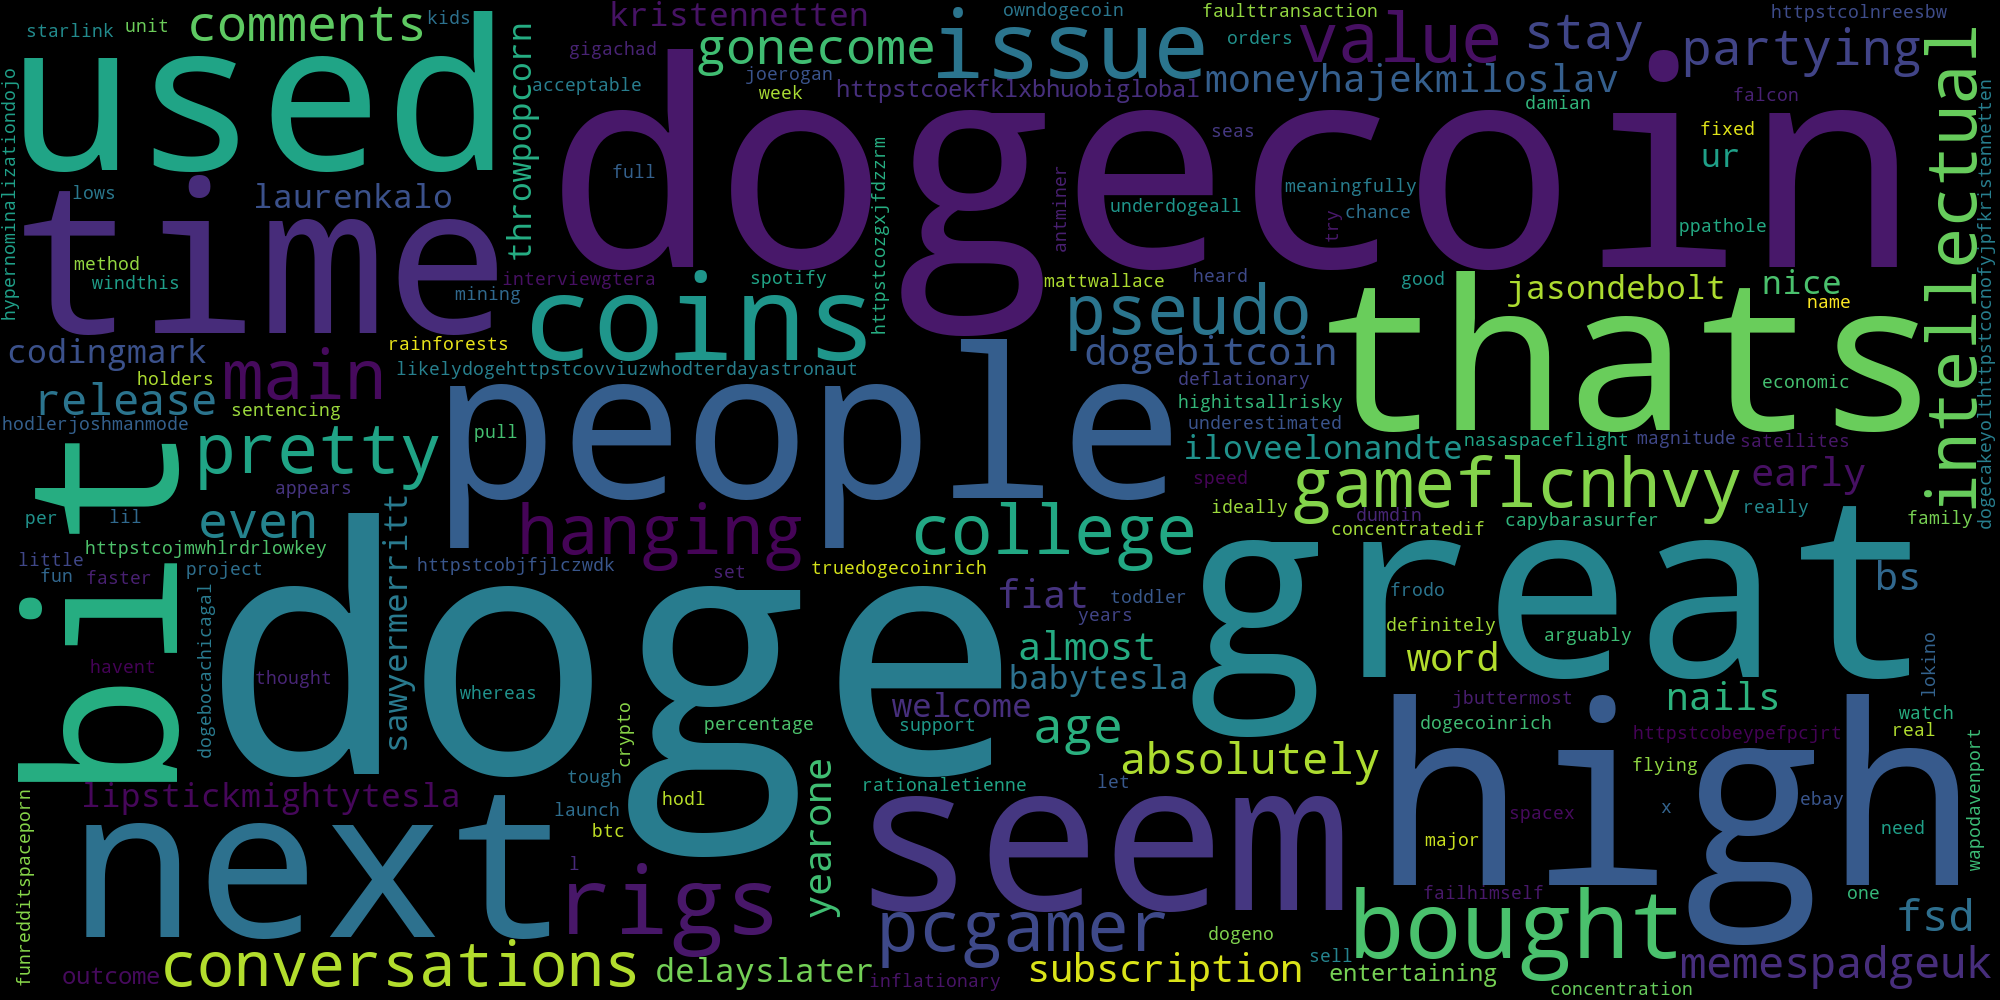 starlink
unit
comments
kids
kristennetten
owndogecoin
faulttransaction
httpstcolnreesbw
used
gigachad
gonecome
issue
orders
value
stay
partying
throwpopcorn
joerogan
acceptable
week
httpstcoekfklxbhuobiglobal
moneyhajekmiloslav
damian
falcon
intellectual
hypernominalizationdojo
dogecoin
seas
fixed
ur
full
httpstcozgxjfdzzrm
antminer
underdogeall
meaningfully
chance
try
ppathole
dogecakeyolthttpstcocnofyjpfkristennetten
lows
laurenkalo
time
method
windthis
mining
interviewgtera
spotify
coins
mattwallace
heard
good
jasondebolt
nice
name
pseudo
thats
codingmark
rainforests
dogebitcoin
main
holders
likelydogehttpstcovviuzwhodterdayastronaut
people
deflationary
economic
release
sentencing
highitsallrisky
hodlerjoshmanmode
pull
underestimated
pretty
iloveelonandte
nasaspaceflight
magnitude
satellites
bit
appears
speed
gameflcnhvy
early
per
lil
even
sawyermerritt
hanging
college
ideally
dumdin
concentratedif
capybarasurfer
really
family
httpstcojmwhlrdrlowkey
little
fun
faster
project
httpstcobjfjlczwdk
set
truedogecoinrich
fiat
toddler
years
great
frodo
bs
dogebocachicagal
doge
almost
definitely
arguably
havent
thought
whereas
babytesla
word
lokino
welcome
jbuttermost
nails
percentage
support
age
dogecoinrich
high
watch
real
httpstcobeypefpcjrt
crypto
absolutely
flying
tough
hodl
rationaletienne
let
wapodavenport
lipstickmightytesla
yearone
seem
funredditspaceporn
next
launch
btc
spacex
x
ebay
need
major
l
rigs
failhimself
bought
one
pcgamer
dogeno
fsd
outcome
conversations
delayslater
inflationary
subscription
sell
entertaining
memespadgeuk
concentration